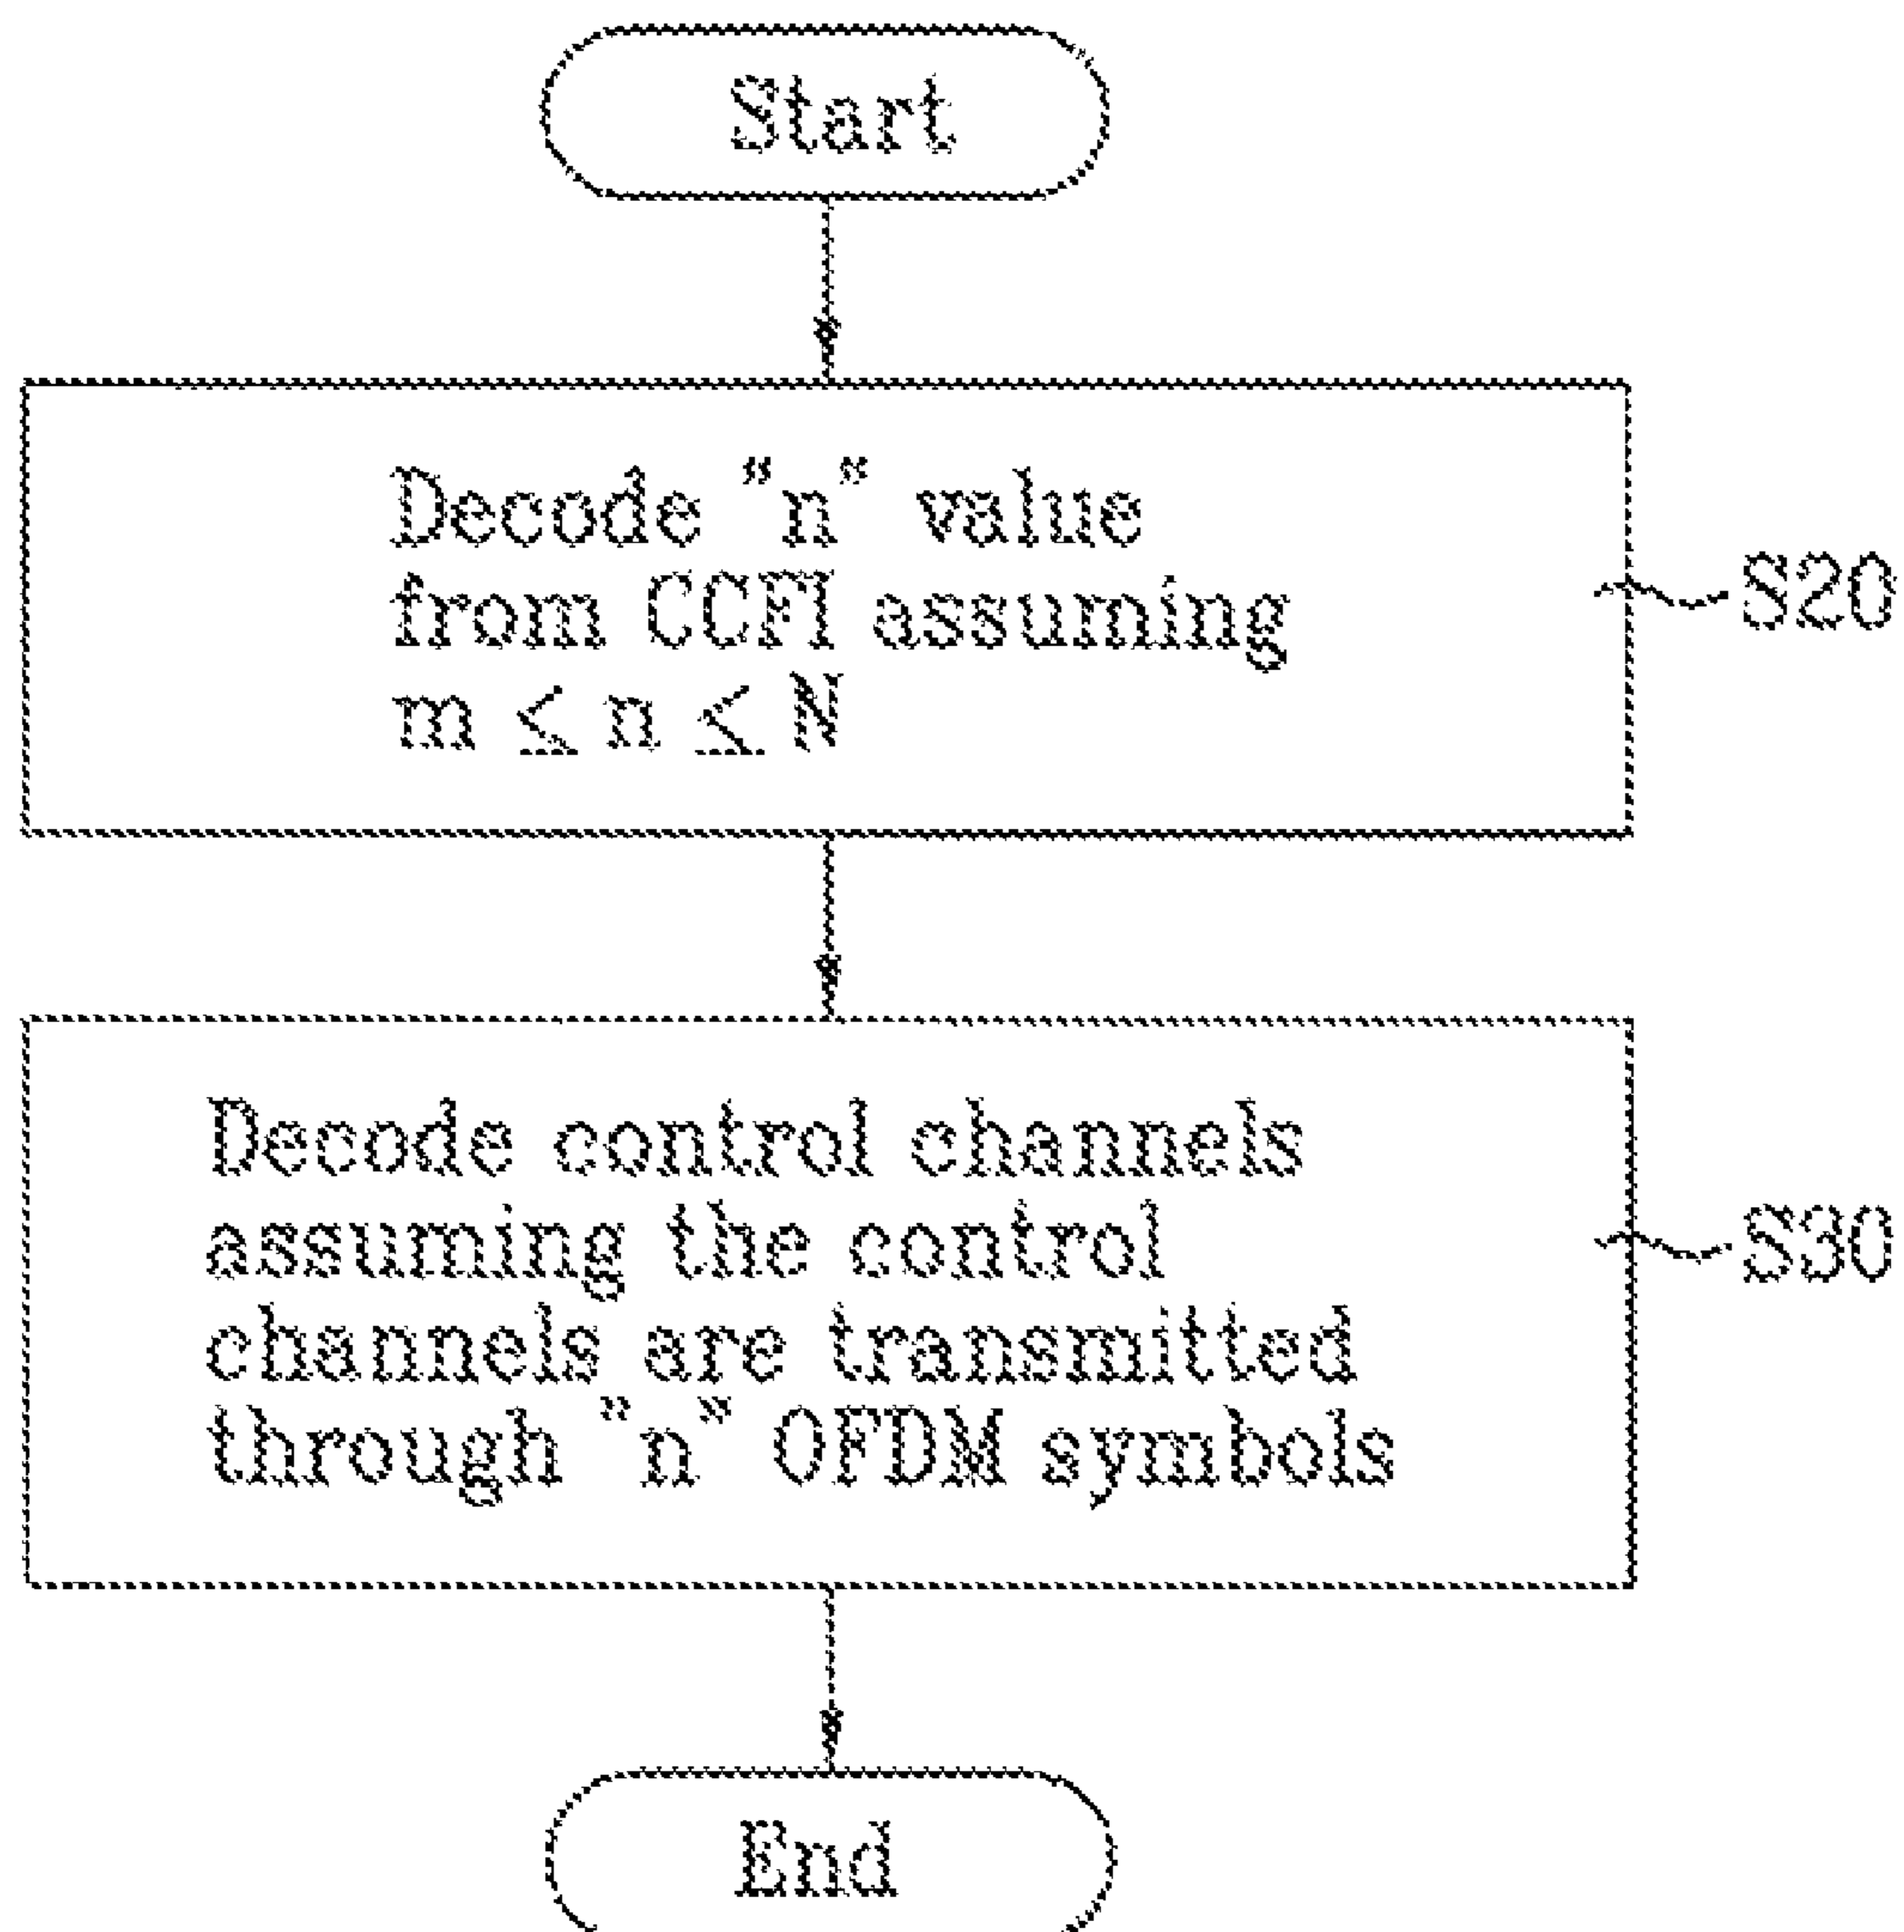 Start
Decode "n" value
from CCFI assuming
m ≤ n ≤ N
S20
Decode control channels
assuming the control
channels are transmitted
through "n" OFDM symbols
S30
End